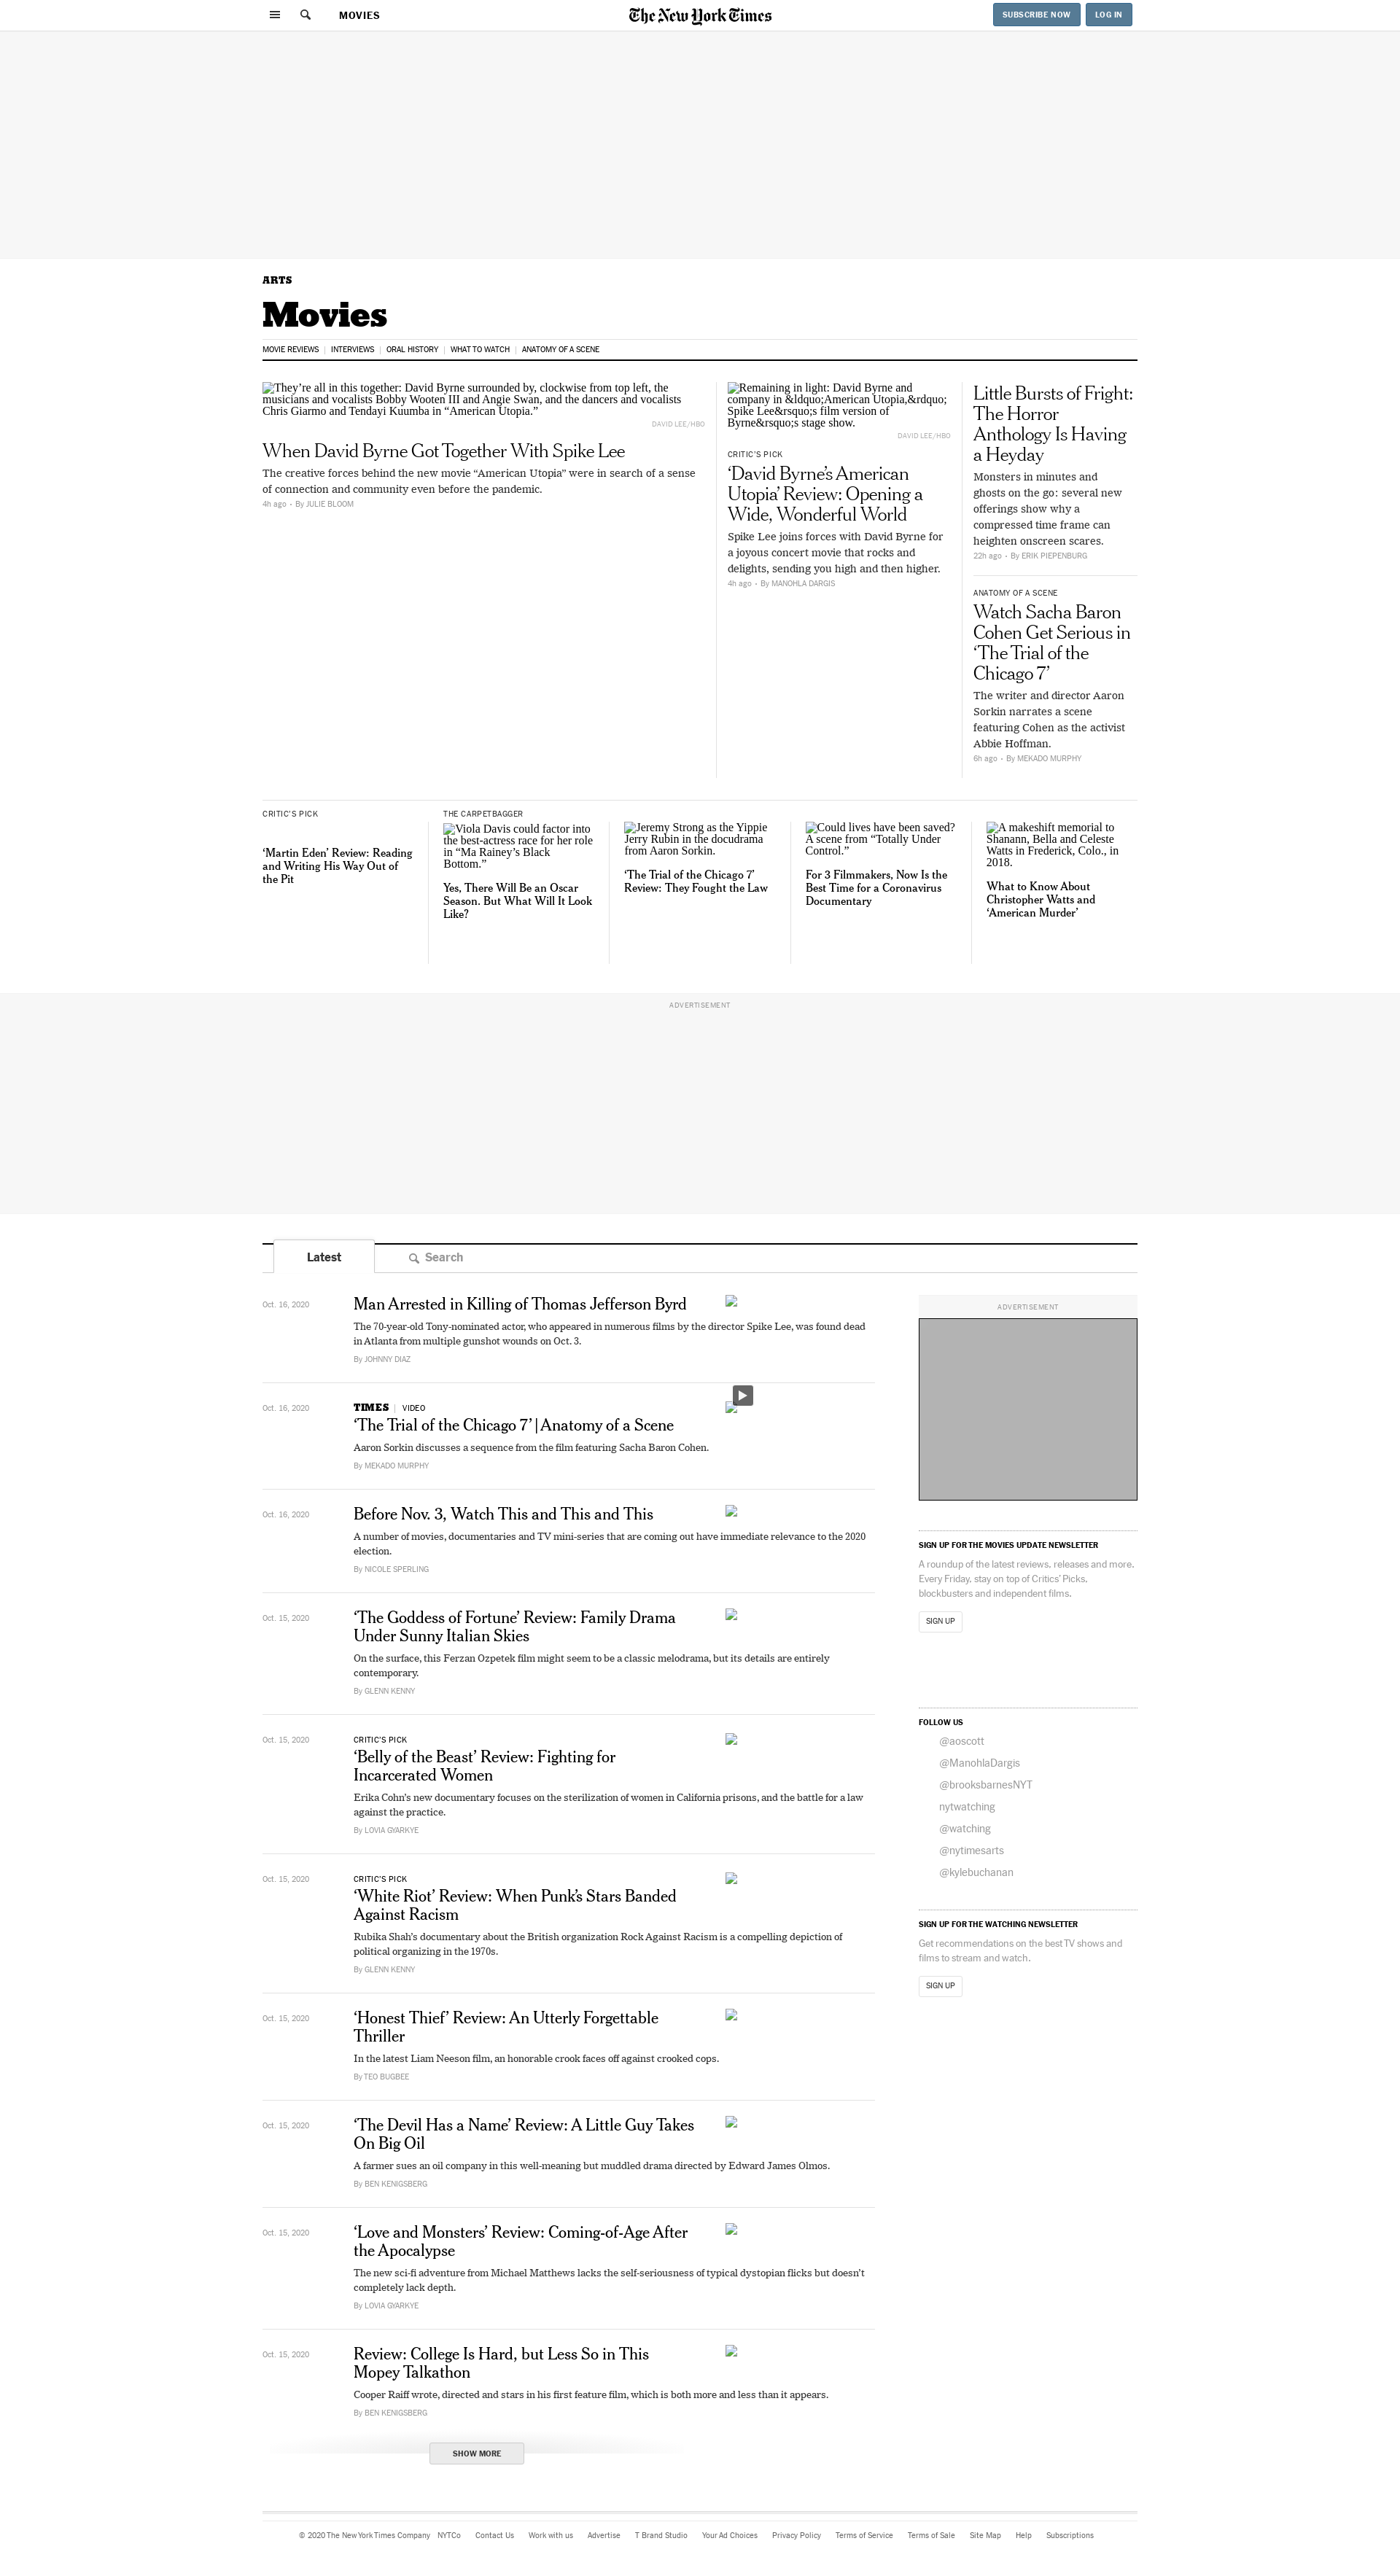 MOVIES
The New York Times
SUBSCRIBE NOW
LOG IN
ARTS
Movies
MOVIE REVIEWS
INTERVIEWS
ORAL HISTORY
WHAT TO WATCH
ANATOMY OF A SCENE
They’re all in this together: David Byrne surrounded by, clockwise from top left, the
musicians and vocalists Bobby Wooten III and Angie Swan, and the dancers and vocalists
Chris Giarmo and Tendayi Kuumba in “American Utopia.”
DAVID LEE/HBO
When David Byrne Got Together With Spike Lee
The creative forces behind the new movie “American Utopia” were in search of a sense
of connection and community even before the pandemic.
4h ago • By JULIE BLOOM
Remaining in light: David Byrne and
company in &ldquo;American Utopia,&rdquo;
Spike Lee&rsquo;s film version of
Byrne&rsquo;s stage show.
DAVID LEE/HBO
CRITIC’S PICK
‘David Byrne’s American
Utopia’ Review: Opening a
Wide, Wonderful World
Spike Lee joins forces with David Byrne for
a joyous concert movie that rocks and
delights, sending you high and then higher.
4h ago • By MANOHLA DARGIS
Little Bursts of Fright:
The Horror
Anthology Is Having
a Heyday
Monsters in minutes and
ghosts on the go: several new
offerings show why a
compressed time frame can
heighten onscreen scares.
22h ago • By ERIK PIEPENBURG
ANATOMY OF A SCENE
Watch Sacha Baron
Cohen Get Serious in
‘The Trial of the
Chicago 7’
The writer and director Aaron
Sorkin narrates a scene
featuring Cohen as the activist
Abbie Hoffman.
6h ago • By MEKADO MURPHY
CRITIC’S PICK
‘Martin Eden’ Review: Reading
and Writing His Way Out of
the Pit
THE CARPETBAGGER
Viola Davis could factor into
the best-actress race for her role
in “Ma Rainey’s Black
Bottom.”
Yes, There Will Be an Oscar
Season. But What Will It Look
Like?
Jeremy Strong as the Yippie
Jerry Rubin in the docudrama
from Aaron Sorkin.
‘The Trial of the Chicago 7’
Review: They Fought the Law
Could lives have been saved?
A scene from “Totally Under
Control.”
For 3 Filmmakers, Now Is the
Best Time for a Coronavirus
Documentary
A makeshift memorial to
Shanann, Bella and Celeste
Watts in Frederick, Colo., in
2018.
What to Know About
Christopher Watts and
‘American Murder’
ADVERTISEMENT
Latest
Search
Oct. 16, 2020
Man Arrested in Killing of Thomas Jefferson Byrd
The 70-year-old Tony-nominated actor, who appeared in numerous films by the director Spike Lee, was found dead
in Atlanta from multiple gunshot wounds on Oct. 3.
By JOHNNY DIAZ
Oct. 16, 2020
TIMES | VIDEO
‘The Trial of the Chicago 7’ | Anatomy of a Scene
Aaron Sorkin discusses a sequence from the film featuring Sacha Baron Cohen.
By MEKADO MURPHY
Oct. 16, 2020
Before Nov. 3, Watch This and This and This
A number of movies, documentaries and TV mini-series that are coming out have immediate relevance to the 2020
election.
By NICOLE SPERLING
Oct. 15, 2020
‘The Goddess of Fortune’ Review: Family Drama
Under Sunny Italian Skies
On the surface, this Ferzan Ozpetek film might seem to be a classic melodrama, but its details are entirely
contemporary.
By GLENN KENNY
Oct. 15, 2020
CRITIC’S PICK
‘Belly of the Beast’ Review: Fighting for
Incarcerated Women
Erika Cohn’s new documentary focuses on the sterilization of women in California prisons, and the battle for a law
against the practice.
By LOVIA GYARKYE
Oct. 15, 2020
CRITIC’S PICK
‘White Riot’ Review: When Punk’s Stars Banded
Against Racism
Rubika Shah’s documentary about the British organization Rock Against Racism is a compelling depiction of
political organizing in the 1970s.
By GLENN KENNY
Oct. 15, 2020
‘Honest Thief’ Review: An Utterly Forgettable
Thriller
In the latest Liam Neeson film, an honorable crook faces off against crooked cops.
By TEO BUGBEE
Oct. 15, 2020
‘The Devil Has a Name’ Review: A Little Guy Takes
On Big Oil
A farmer sues an oil company in this well-meaning but muddled drama directed by Edward James Olmos.
By BEN KENIGSBERG
Oct. 15, 2020
‘Love and Monsters’ Review: Coming-of-Age After
the Apocalypse
The new sci-fi adventure from Michael Matthews lacks the self-seriousness of typical dystopian flicks but doesn’t
completely lack depth.
By LOVIA GYARKYE
Oct. 15, 2020
Review: College Is Hard, but Less So in This
Mopey Talkathon
Cooper Raiff wrote, directed and stars in his first feature film, which is both more and less than it appears.
By BEN KENIGSBERG
SHOW MORE
ADVERTISEMENT
SIGN UP FOR THE MOVIES UPDATE NEWSLETTER
A roundup of the latest reviews, releases and more.
Every Friday, stay on top of Critics’ Picks,
blockbusters and independent films.
SIGN UP
FOLLOW US
@aoscott
@ManohlaDargis
@brooksbarnesNYT
nytwatching
@watching
@nytimesarts
@kylebuchanan
SIGN UP FOR THE WATCHING NEWSLETTER
Get recommendations on the best TV shows and
films to stream and watch.
SIGN UP
© 2020 The New York Times Company
NYTCo
Contact Us
Work with us
Advertise
T Brand Studio
Your Ad Choices
Privacy Policy
Terms of Service
Terms of Sale
Site Map
Help
Subscriptions